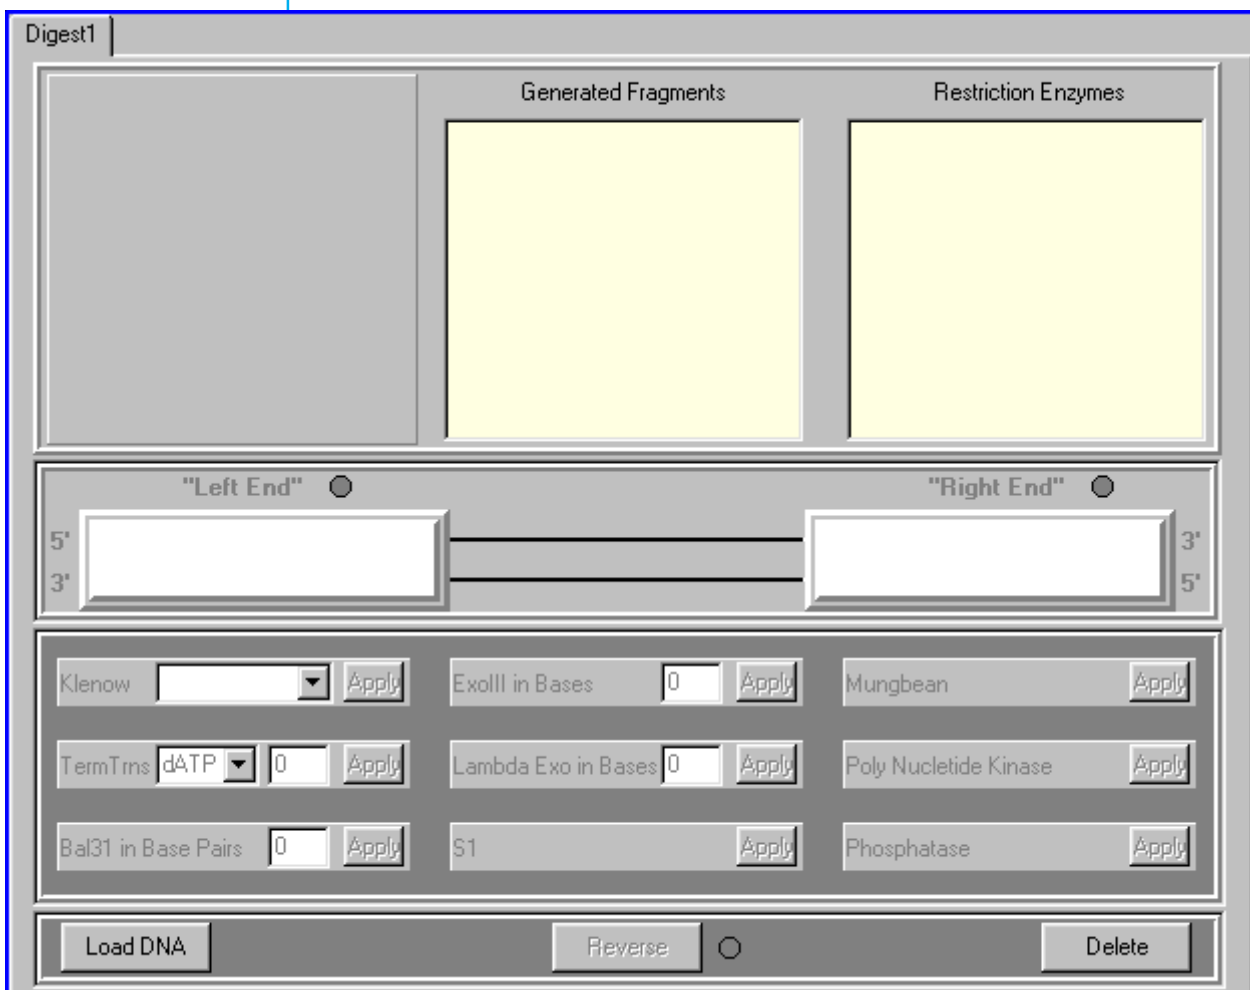 Digest1
Generated Fragments Restriction Enzymes
"Left End" "Right End"
5' 3'
3' 5'
Klenow Apply ExoIII in Bases 0 Apply Mungbean Apply
TermTrns dATP 0 Apply Lambda Exo in Bases 0 Apply Poly Nucletide Kinase Apply
Bal31 in Base Pairs 0 Apply S1 Apply Phosphatase Apply
Load DNA Reverse Delete